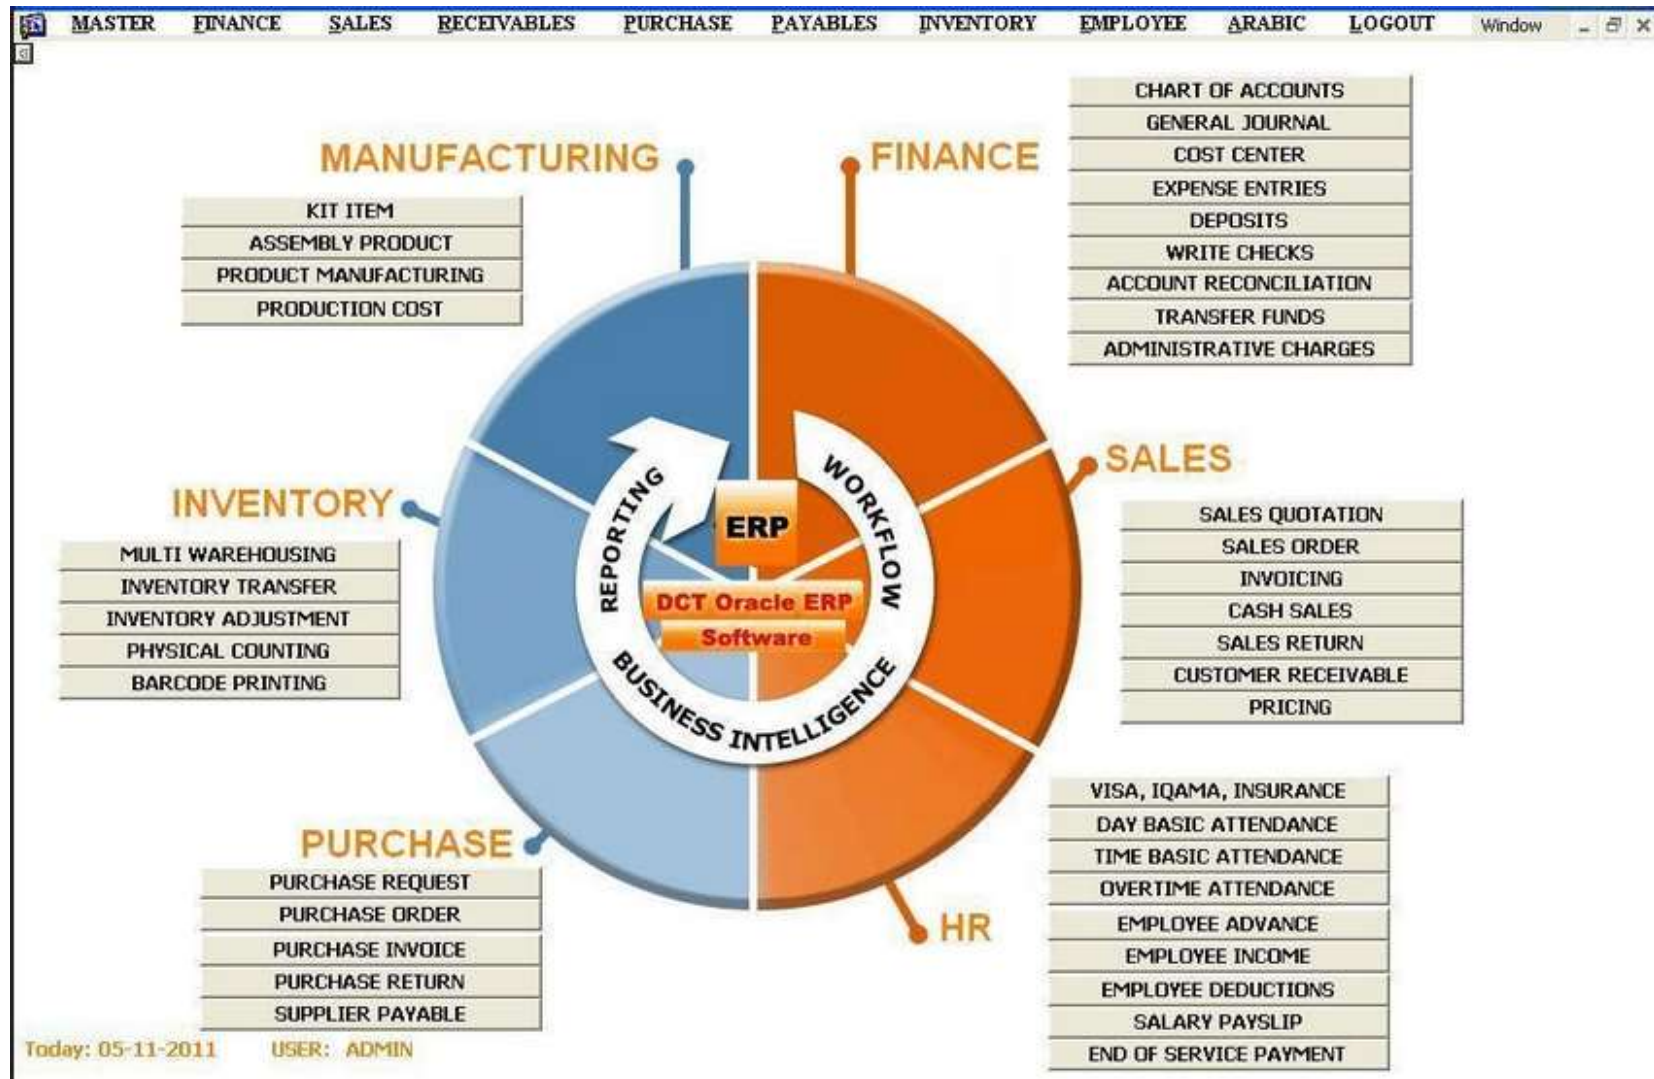 MASTER FINANCE SALES RECEIVABLES PURCHASE PAYABLES INVENTORY EMPLOYEE ARABIC LOGOUT Window
MANUFACTURING
KIT ITEM
ASSEMBLY PRODUCT
PRODUCT MANUFACTURING
PRODUCTION COST
FINANCE
CHART OF ACCOUNTS
GENERAL JOURNAL
COST CENTER
EXPENSE ENTRIES
DEPOSITS
WRITE CHECKS
ACCOUNT RECONCILIATION
TRANSFER FUNDS
ADMINISTRATIVE CHARGES
INVENTORY
MULTI WAREHOUSING
INVENTORY TRANSFER
INVENTORY ADJUSTMENT
PHYSICAL COUNTING
BARCODE PRINTING
REPORTING
WORKFLOW
BUSINESS INTELLIGENCE
ERP
DCT Oracle ERP
Software
SALES
SALES QUOTATION
SALES ORDER
INVOICING
CASH SALES
SALES RETURN
CUSTOMER RECEIVABLE
PRICING
PURCHASE
PURCHASE REQUEST
PURCHASE ORDER
PURCHASE INVOICE
PURCHASE RETURN
SUPPLIER PAYABLE
HR
VISA, IQAMA, INSURANCE
DAY BASIC ATTENDANCE
TIME BASIC ATTENDANCE
OVERTIME ATTENDANCE
EMPLOYEE ADVANCE
EMPLOYEE INCOME
EMPLOYEE DEDUCTIONS
SALARY PAYSLIP
END OF SERVICE PAYMENT
Today: 05-11-2011 USER: ADMIN